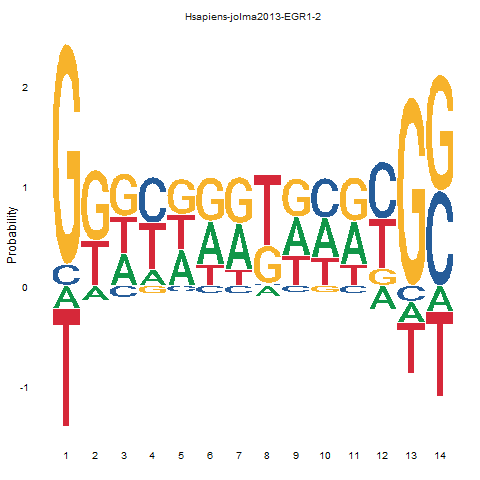 Hsapiens-jolma2013-EGR1-2
Probability
2
1
0
-1
G C A T
G T A
G T A C
C T A G
G T A C
G A T C
G A T C
T G C A
G A T C
C A T G
G A T C
C T G A
G C A T
G C A T
1 2 3 4 5 6 7 8 9 10 11 12 13 14